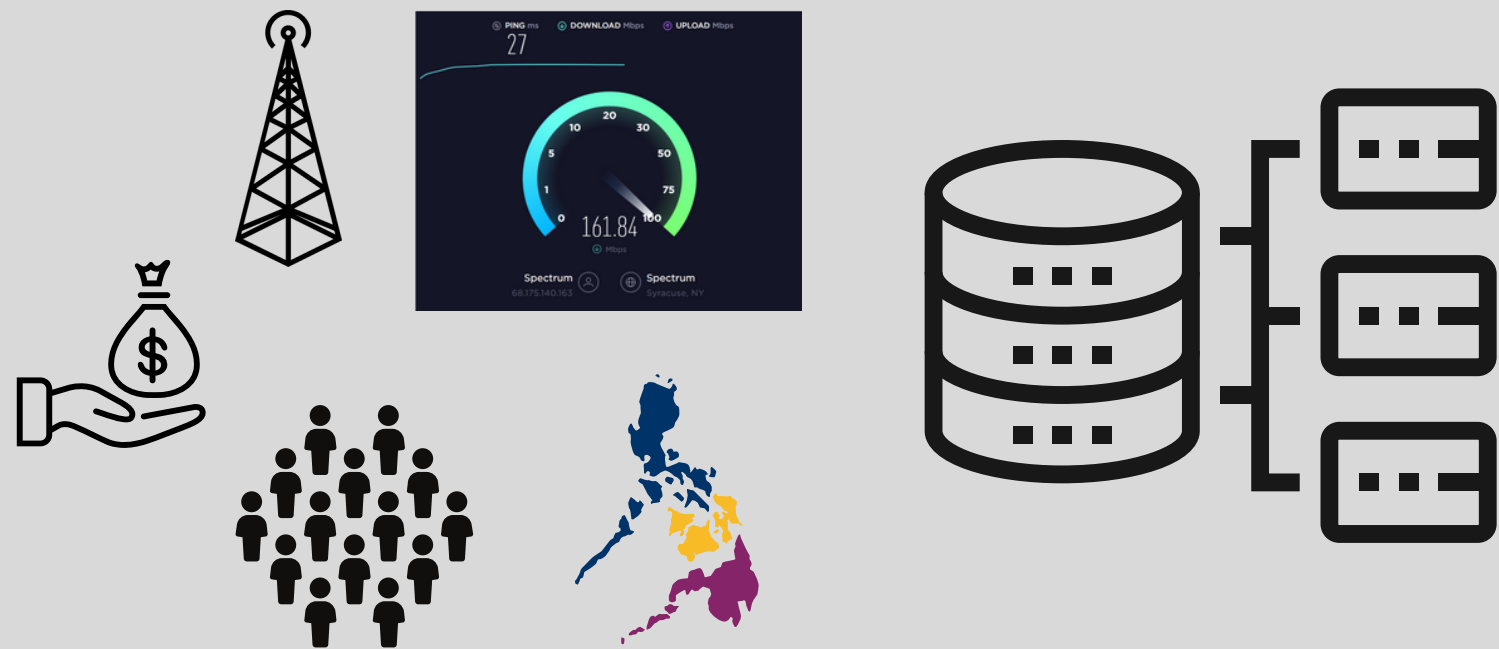 PING ms DOWNLOAD Mbps UPLOAD Mbps
27
20
10 30
5 50
1 75
0 100
161.84
Mbps
Spectrum Spectrum
68.175.140.163 Syracuse, NY
$